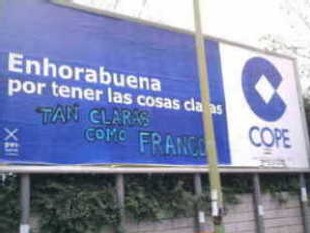 Enhorabuena
por tener las cosas claras
TAN CLARAS
COMO FRANCO
COPE